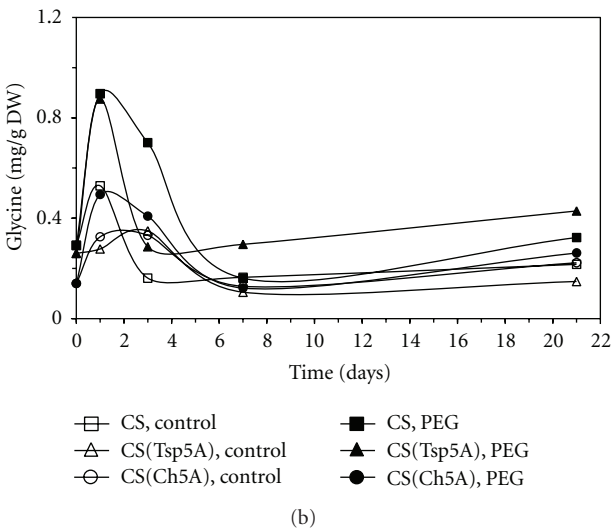 1.2
0.8
0.4
0
Glycine (mg/g DW)
0 2 4 6 8 10 12 14 16 18 20 22
Time (days)
CS, control CS, PEG
CS(Tsp5A), control CS(Tsp5A), PEG
CS(Ch5A), control CS(Ch5A), PEG
(b)